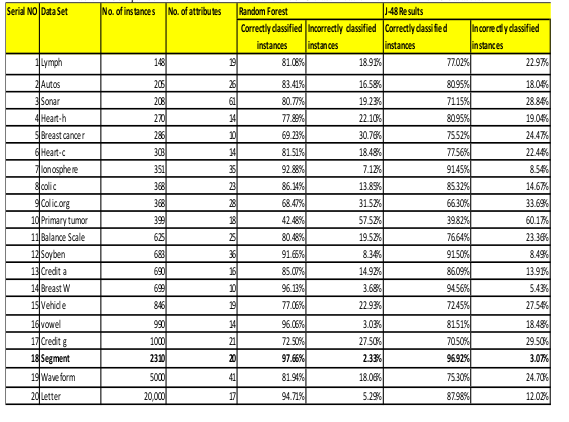 Serial NO Data Set No. of instances No. of attributes Random Forest J-48 Results
Correctly classified instances Incorrectly classified instances Correctly classified instances Incorrectly classified instances
1 Lymph 148 19 81.08% 18.91% 77.02% 22.97%
2 Autos 205 26 83.41% 16.58% 80.95% 18.04%
3 Sonar 208 61 80.77% 19.23% 71.15% 28.84%
4 Heart-h 270 14 77.89% 22.10% 80.95% 19.04%
5 Breast cancer 286 10 69.23% 30.76% 75.52% 24.47%
6 Heart-c 303 14 81.51% 18.48% 77.56% 22.44%
7 Ionosphere 351 35 92.88% 7.12% 91.45% 8.54%
8 colic 368 23 86.14% 13.85% 85.32% 14.67%
9 Colic.org 368 28 68.47% 31.52% 66.30% 33.69%
10 Primary tumor 399 18 42.48% 57.52% 39.82% 60.17%
11 Balance Scale 625 25 80.48% 19.52% 76.64% 23.36%
12 Soyben 683 36 91.65% 8.34% 91.50% 8.49%
13 Credit a 690 16 85.07% 14.92% 86.09% 13.91%
14 Breast W 699 10 96.13% 3.68% 94.56% 5.43%
15 Vehicle 846 19 77.06% 22.93% 72.45% 27.54%
16 vowel 990 14 96.06% 3.03% 81.51% 18.48%
17 Credit g 1000 21 72.50% 27.50% 70.50% 29.50%
18 Segment 2310 20 97.66% 2.33% 96.92% 3.07%
19 Wave form 5000 41 81.94% 18.06% 75.30% 24.70%
20 Letter 20,000 17 94.71% 5.29% 87.98% 12.02%